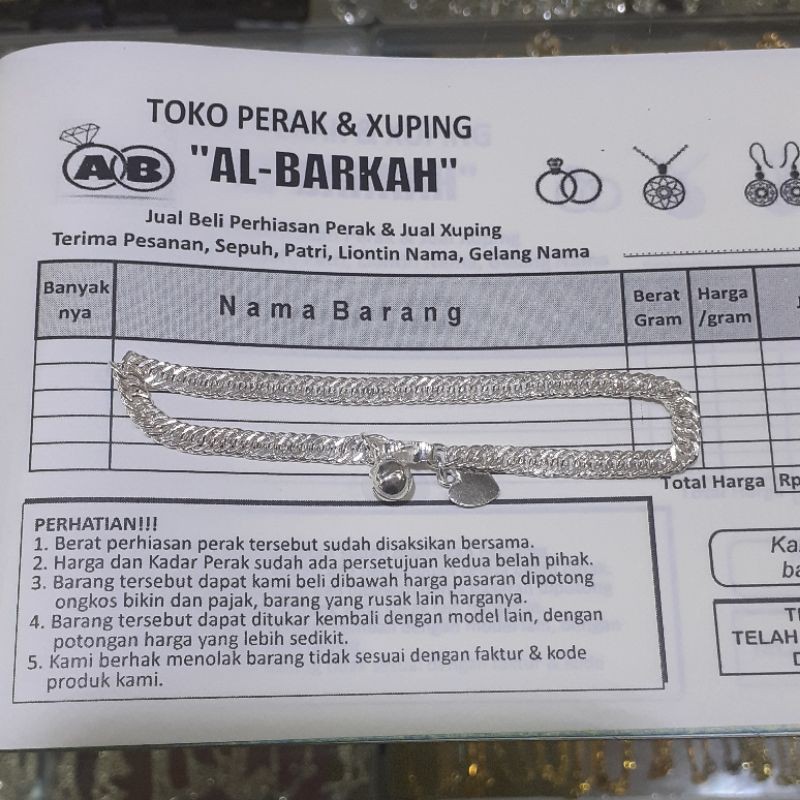 TOKO PERAK & XUPING
AB "AL-BARKAH"
Jual Beli Perhiasan Perak & Jual Xuping
Terima Pesanan, Sepuh, Patri, Liontin Nama, Gelang Nama
Banyak
nya
Nama Barang
Berat
Gram
Harga
/gram
Total Harga Rp
PERHATIAN!!!
1. Berat perhiasan perak tersebut sudah disaksikan bersama.
2. Harga dan Kadar Perak sudah ada persetujuan kedua belah pihak.
3. Barang tersebut dapat kami beli dibawah harga pasaran dipotong
ongkos bikin dan pajak, barang yang rusak lain harganya.
4. Barang tersebut dapat ditukar kembali dengan model lain, dengan
potongan harga yang lebih sedikit.
5. Kami berhak menolak barang tidak sesuai dengan faktur & kode
produk kami.
TELAH